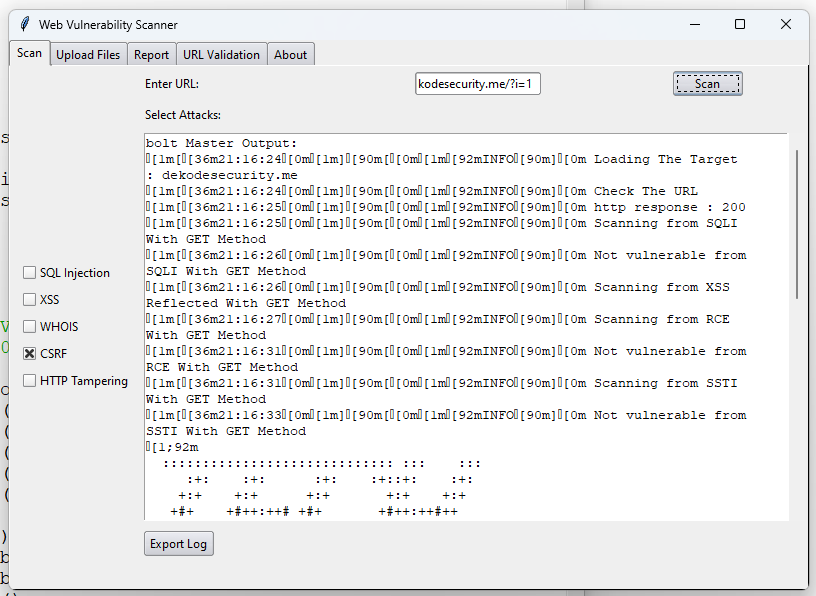 Web Vulnerability Scanner
Scan Upload Files Report URL Validation About
Enter URL: kodesecurity.me/?i=1 Scan
Select Attacks:
SQL Injection
XSS
WHOIS
CSRF
HTTP Tampering
bolt Master Output:
▯[1m[▯[36m21:16:24▯[0m▯[1m]▯[90m[▯[0m▯[1m▯[92mINFO▯[90m]▯[0m Loading The Target
: dekodesecurity.me
▯[1m[▯[36m21:16:24▯[0m▯[1m]▯[90m[▯[0m▯[1m▯[92mINFO▯[90m]▯[0m Check The URL
▯[1m[▯[36m21:16:25▯[0m▯[1m]▯[90m[▯[0m▯[1m▯[92mINFO▯[90m]▯[0m http response : 200
▯[1m[▯[36m21:16:25▯[0m▯[1m]▯[90m[▯[0m▯[1m▯[92mINFO▯[90m]▯[0m Scanning from SQLI
With GET Method
▯[1m[▯[36m21:16:26▯[0m▯[1m]▯[90m[▯[0m▯[1m▯[92mINFO▯[90m]▯[0m Not vulnerable from
SQLI With GET Method
▯[1m[▯[36m21:16:26▯[0m▯[1m]▯[90m[▯[0m▯[1m▯[92mINFO▯[90m]▯[0m Scanning from XSS
Reflected With GET Method
▯[1m[▯[36m21:16:27▯[0m▯[1m]▯[90m[▯[0m▯[1m▯[92mINFO▯[90m]▯[0m Scanning from RCE
With GET Method
▯[1m[▯[36m21:16:31▯[0m▯[1m]▯[90m[▯[0m▯[1m▯[92mINFO▯[90m]▯[0m Not vulnerable from
RCE With GET Method
▯[1m[▯[36m21:16:31▯[0m▯[1m]▯[90m[▯[0m▯[1m▯[92mINFO▯[90m]▯[0m Scanning from SSTI
With GET Method
▯[1m[▯[36m21:16:33▯[0m▯[1m]▯[90m[▯[0m▯[1m▯[92mINFO▯[90m]▯[0m Not vulnerable from
SSTI With GET Method
▯[1;92m
  ::::::::::::::::::::::::::::: :::    :::
     :+:    :+:      :+:    :+::+:    :+:
    +:+    +:+      +:+       +:+    +:+
   +#+    +#++:++# +#+       +#++:++#++
Export Log